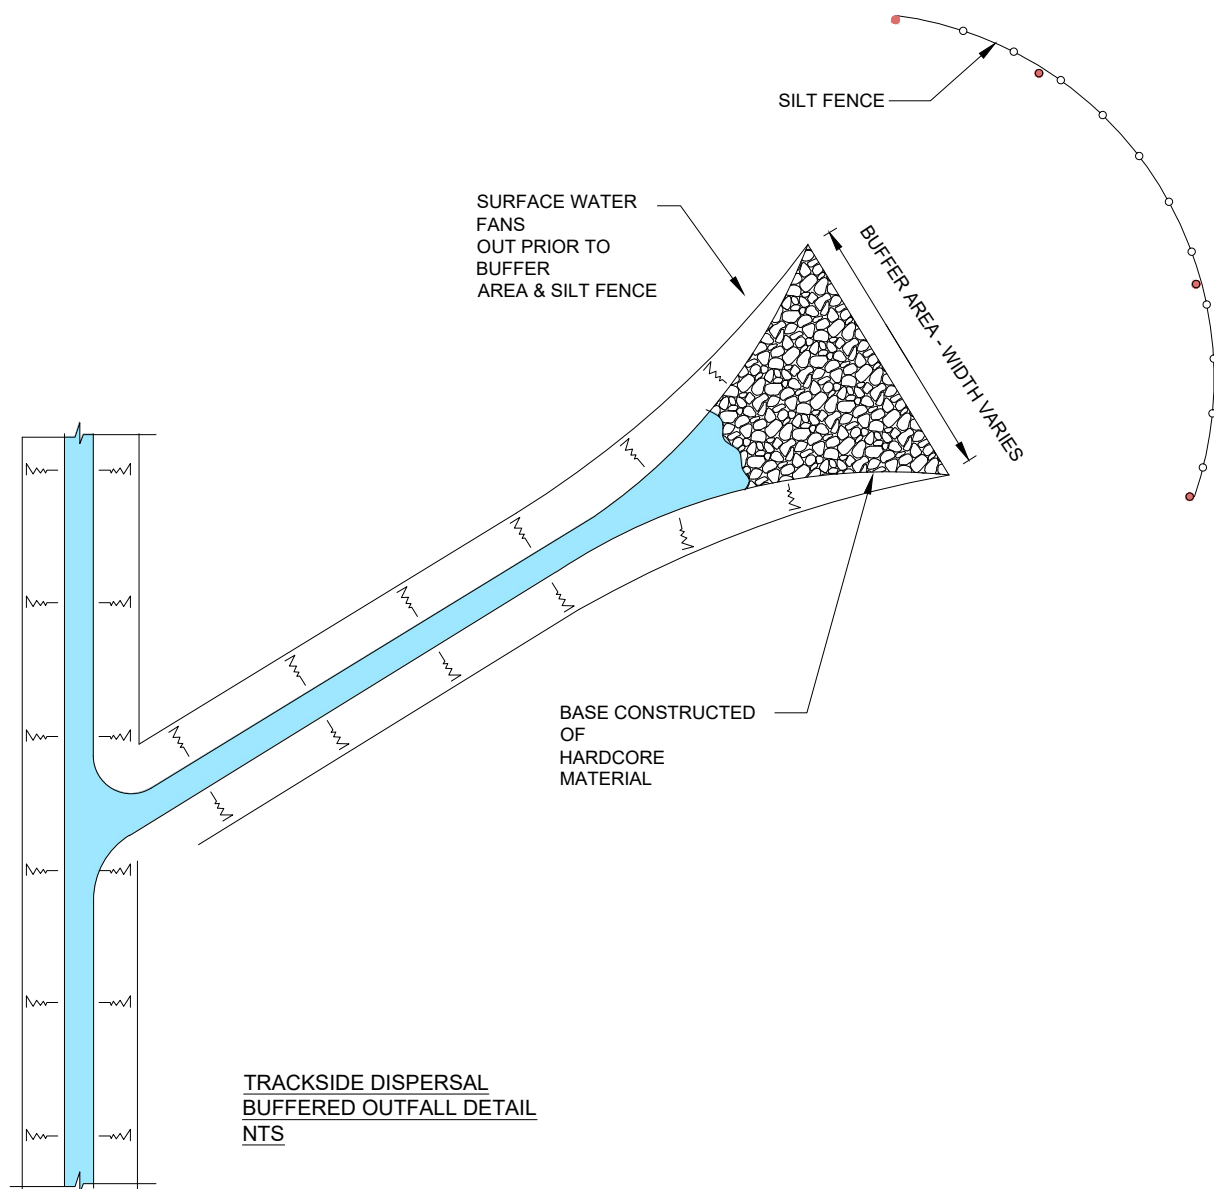 SILT FENCE
SURFACE WATER
FANS
OUT PRIOR TO
BUFFER
AREA & SILT FENCE
BUFFER AREA - WIDTH VARIES
BASE CONSTRUCTED
OF
HARDCORE
MATERIAL
TRACKSIDE DISPERSAL
BUFFERED OUTFALL DETAIL
NTS